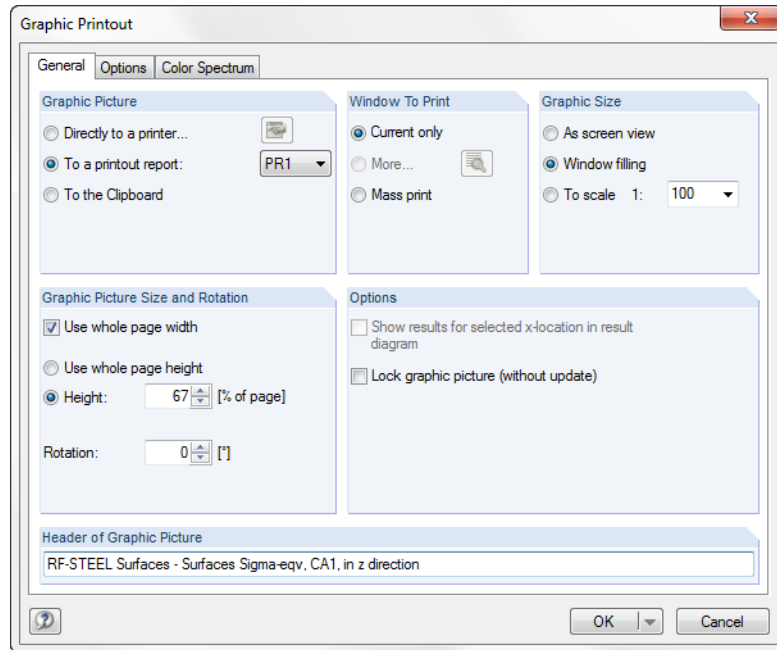 Graphic Printout
General Options Color Spectrum
Graphic Picture
Directly to a printer...
To a printout report: PR1
To the Clipboard
Window To Print
Current only
More...
Mass print
Graphic Size
As screen view
Window filling
To scale 1: 100
Graphic Picture Size and Rotation
Use whole page width
Use whole page height
Height: 67 [% of page]
Rotation: 0 [°]
Options
Show results for selected x-location in result
diagram
Lock graphic picture (without update)
Header of Graphic Picture
RF-STEEL Surfaces - Surfaces Sigma-eqv, CA1, in z direction
OK Cancel